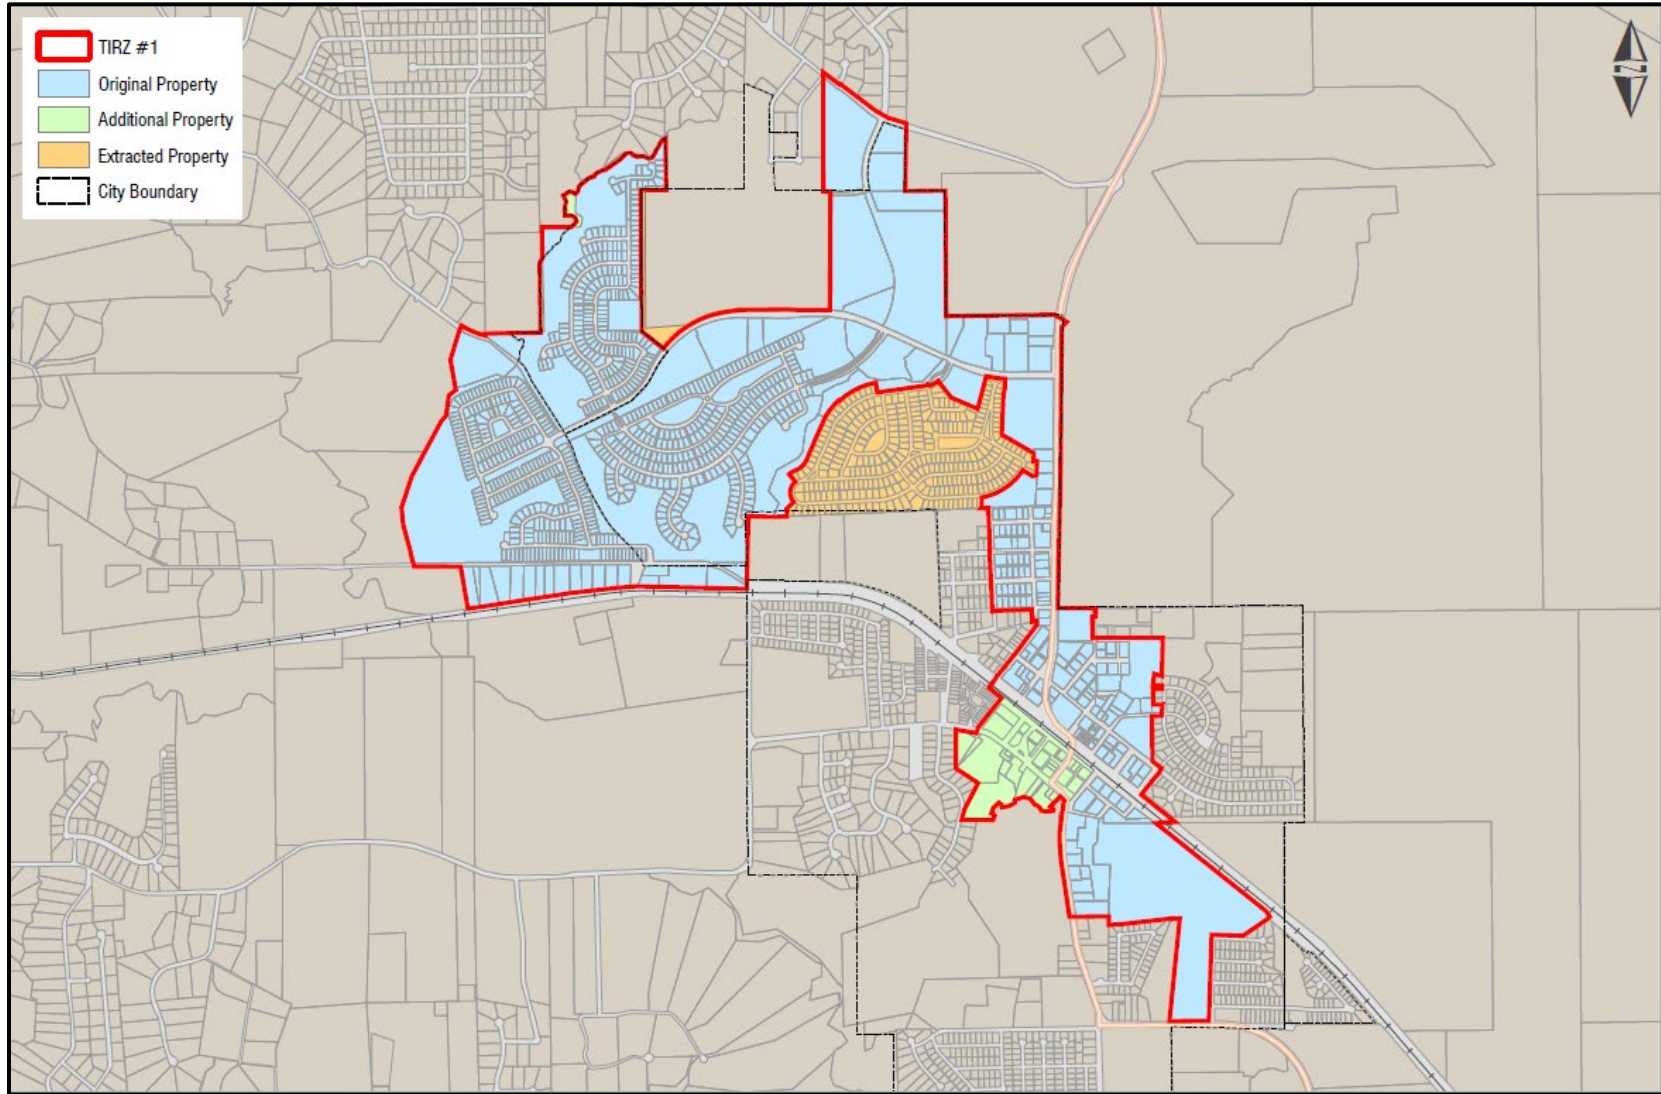 TIRZ #1
Original Property
Additional Property
Extracted Property
City Boundary
N